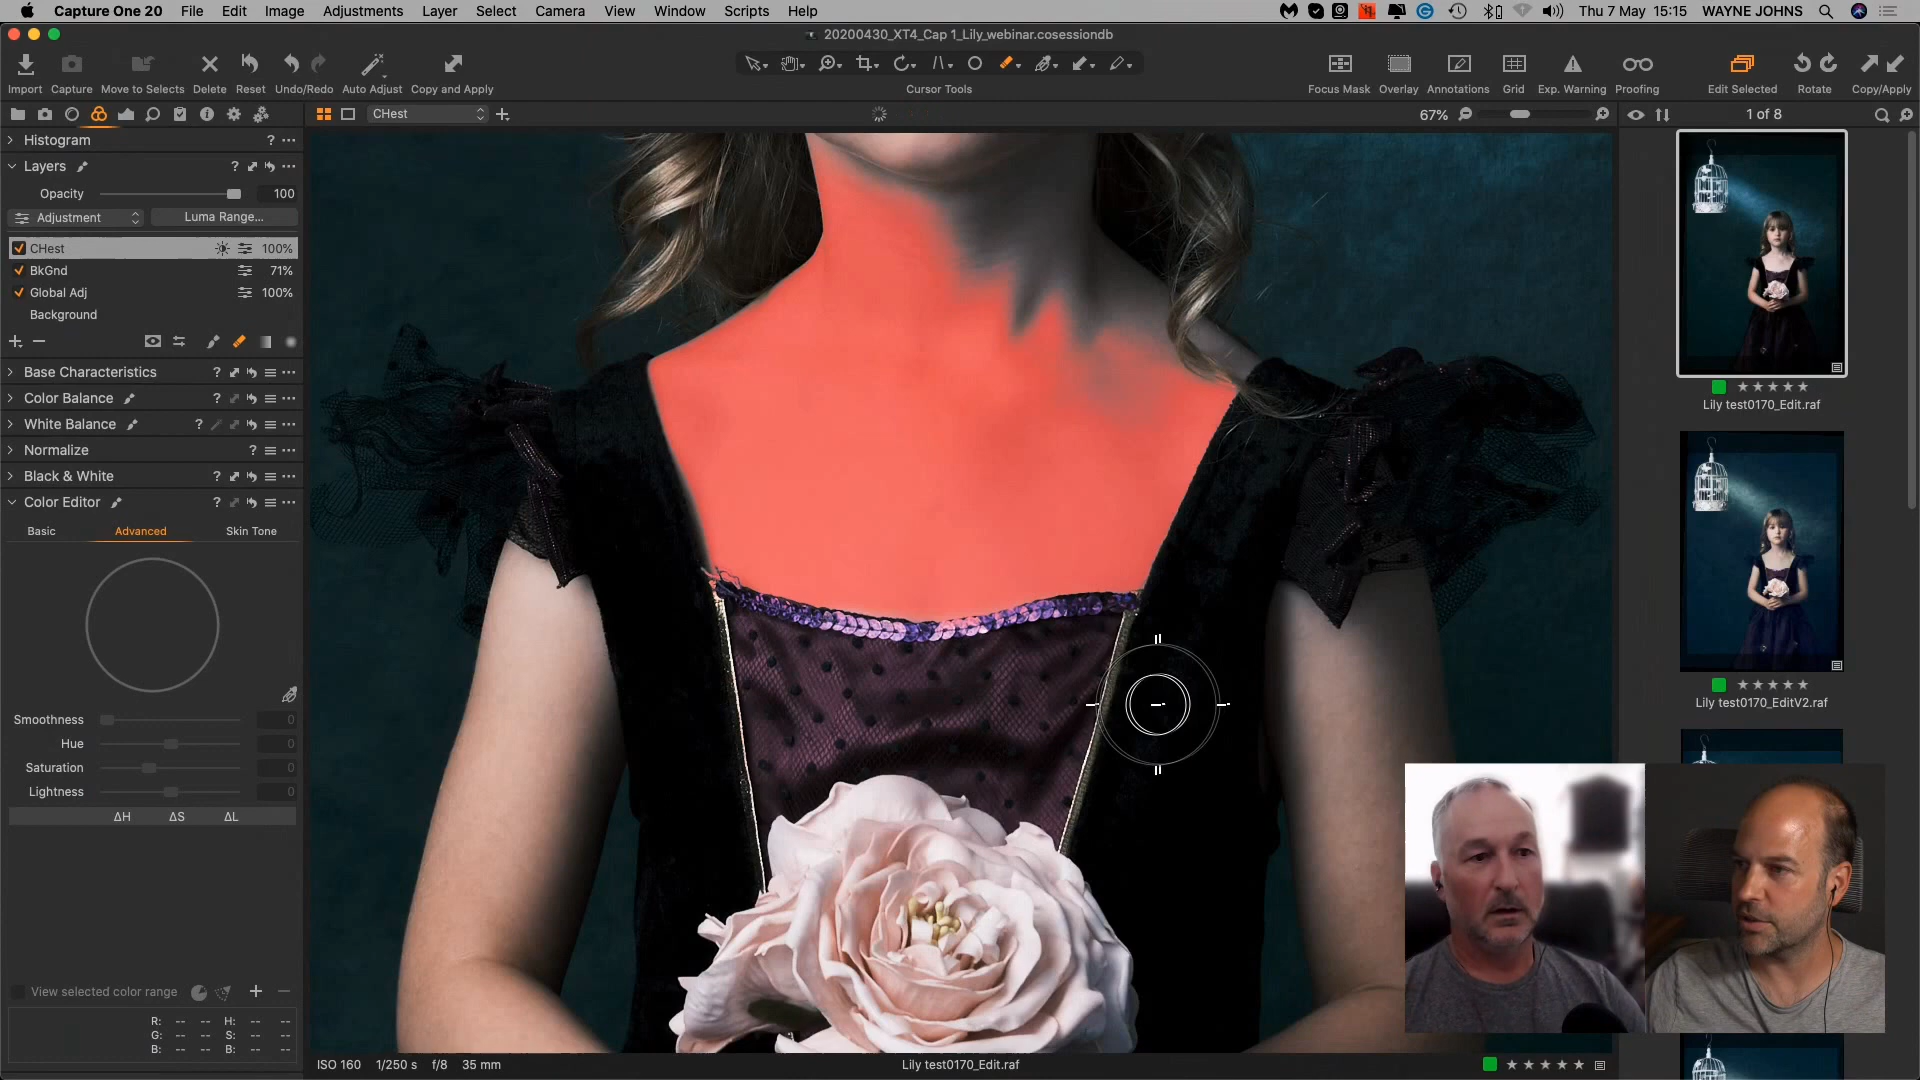 Capture One 20 File Edit Image Adjustments Layer Select Camera View Window Scripts Help Thu 7 May 15:15 WAYNE JOHNS
20200430_XT4_Cap 1_Lily_webinar.cosessiondb
Import Capture Move to Selects Delete Reset Undo/Redo Auto Adjust Copy and Apply Cursor Tools Focus Mask Overlay Annotations Grid Exp. Warning Proofing Edit Selected Rotate Copy/Apply
CHest 67% 1 of 8
Histogram
Layers
Opacity 100
Adjustment Luma Range...
CHest 100%
BkGnd 71%
Global Adj 100%
Background
Base Characteristics
Color Balance
White Balance
Normalize
Black & White
Color Editor
Basic Advanced Skin Tone
Smoothness 0
Hue 0
Saturation 0
Lightness 0
ΔH ΔS ΔL
View selected color range
R: -- -- H: -- --
G: -- -- S: -- --
B: -- -- B: -- --
ISO 160 1/250 s f/8 35 mm Lily test0170_Edit.raf
Lily test0170_Edit.raf
Lily test0170_EditV2.raf